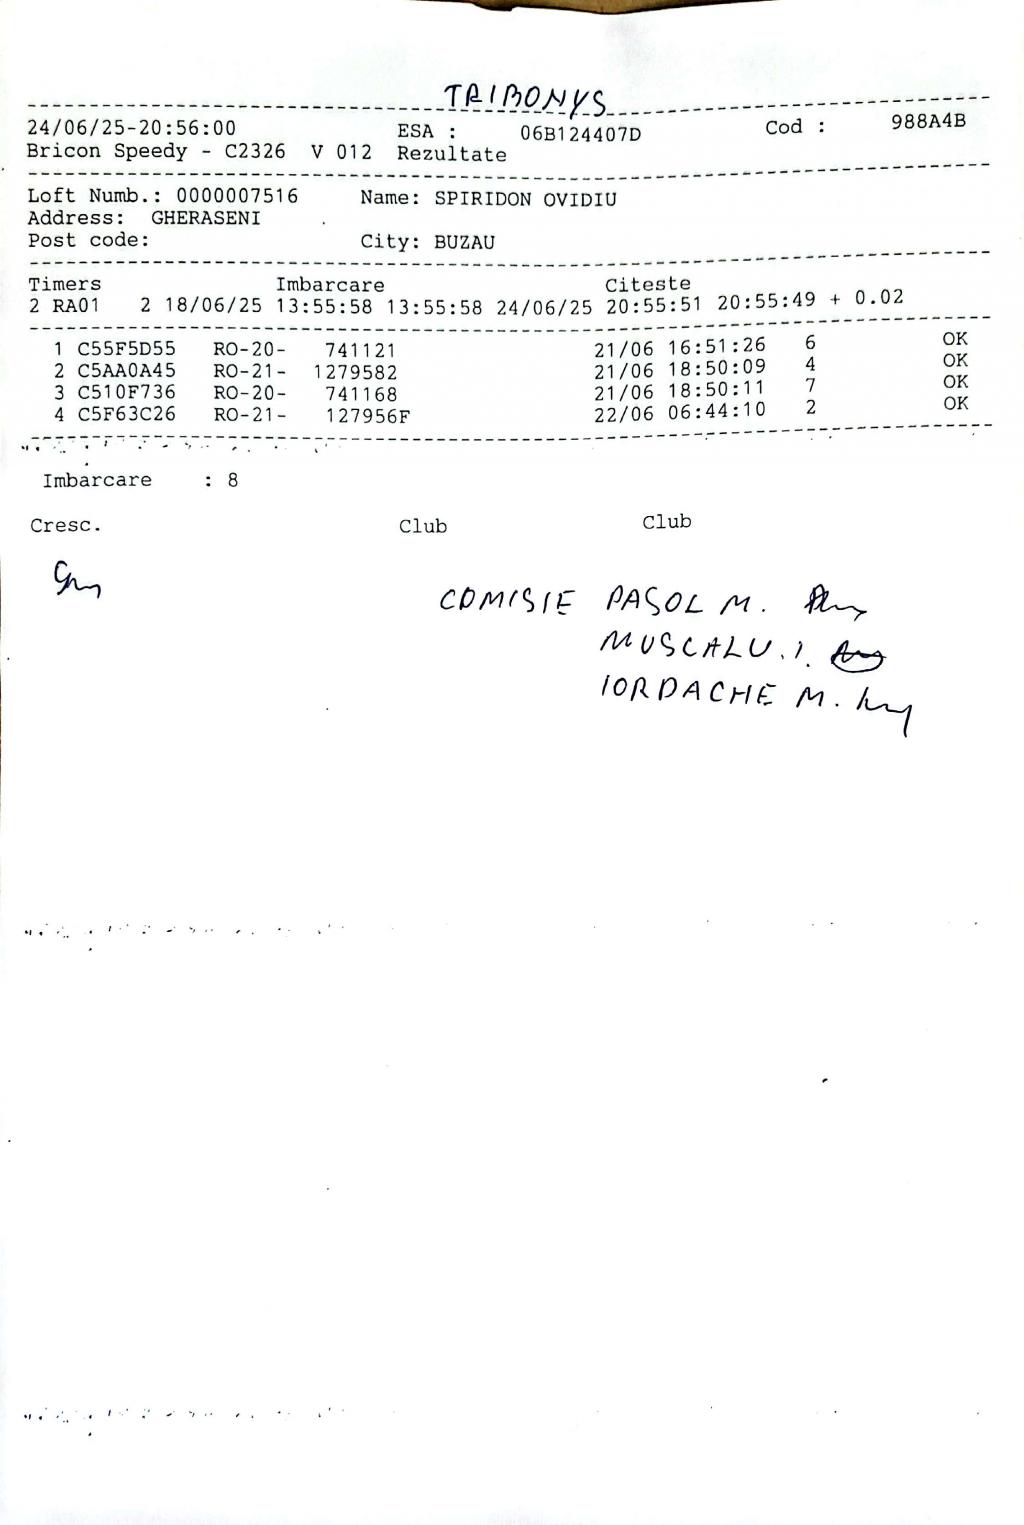 TRIBONYS
24/06/25-20:56:00 ESA : 06B124407D Cod : 988A4B
Bricon Speedy - C2326 V 012 Rezultate
Loft Numb.: 0000007516 Name: SPIRIDON OVIDIU
Address: GHERASENI
Post code: City: BUZAU
Timers Imbarcare Citeste
2 RA01 2 18/06/25 13:55:58 13:55:58 24/06/25 20:55:51 20:55:49 + 0.02
1 C55F5D55 RO-20- 741121 21/06 16:51:26 6 OK
2 C5AA0A45 RO-21- 1279582 21/06 18:50:09 4 OK
3 C510F736 RO-20- 741168 21/06 18:50:11 7 OK
4 C5F63C26 RO-21- 127956F 22/06 06:44:10 2 OK
Imbarcare : 8
Cresc. Club Club
COMISIE PASOL M.
MUSCALU. I.
IORDACHE M.